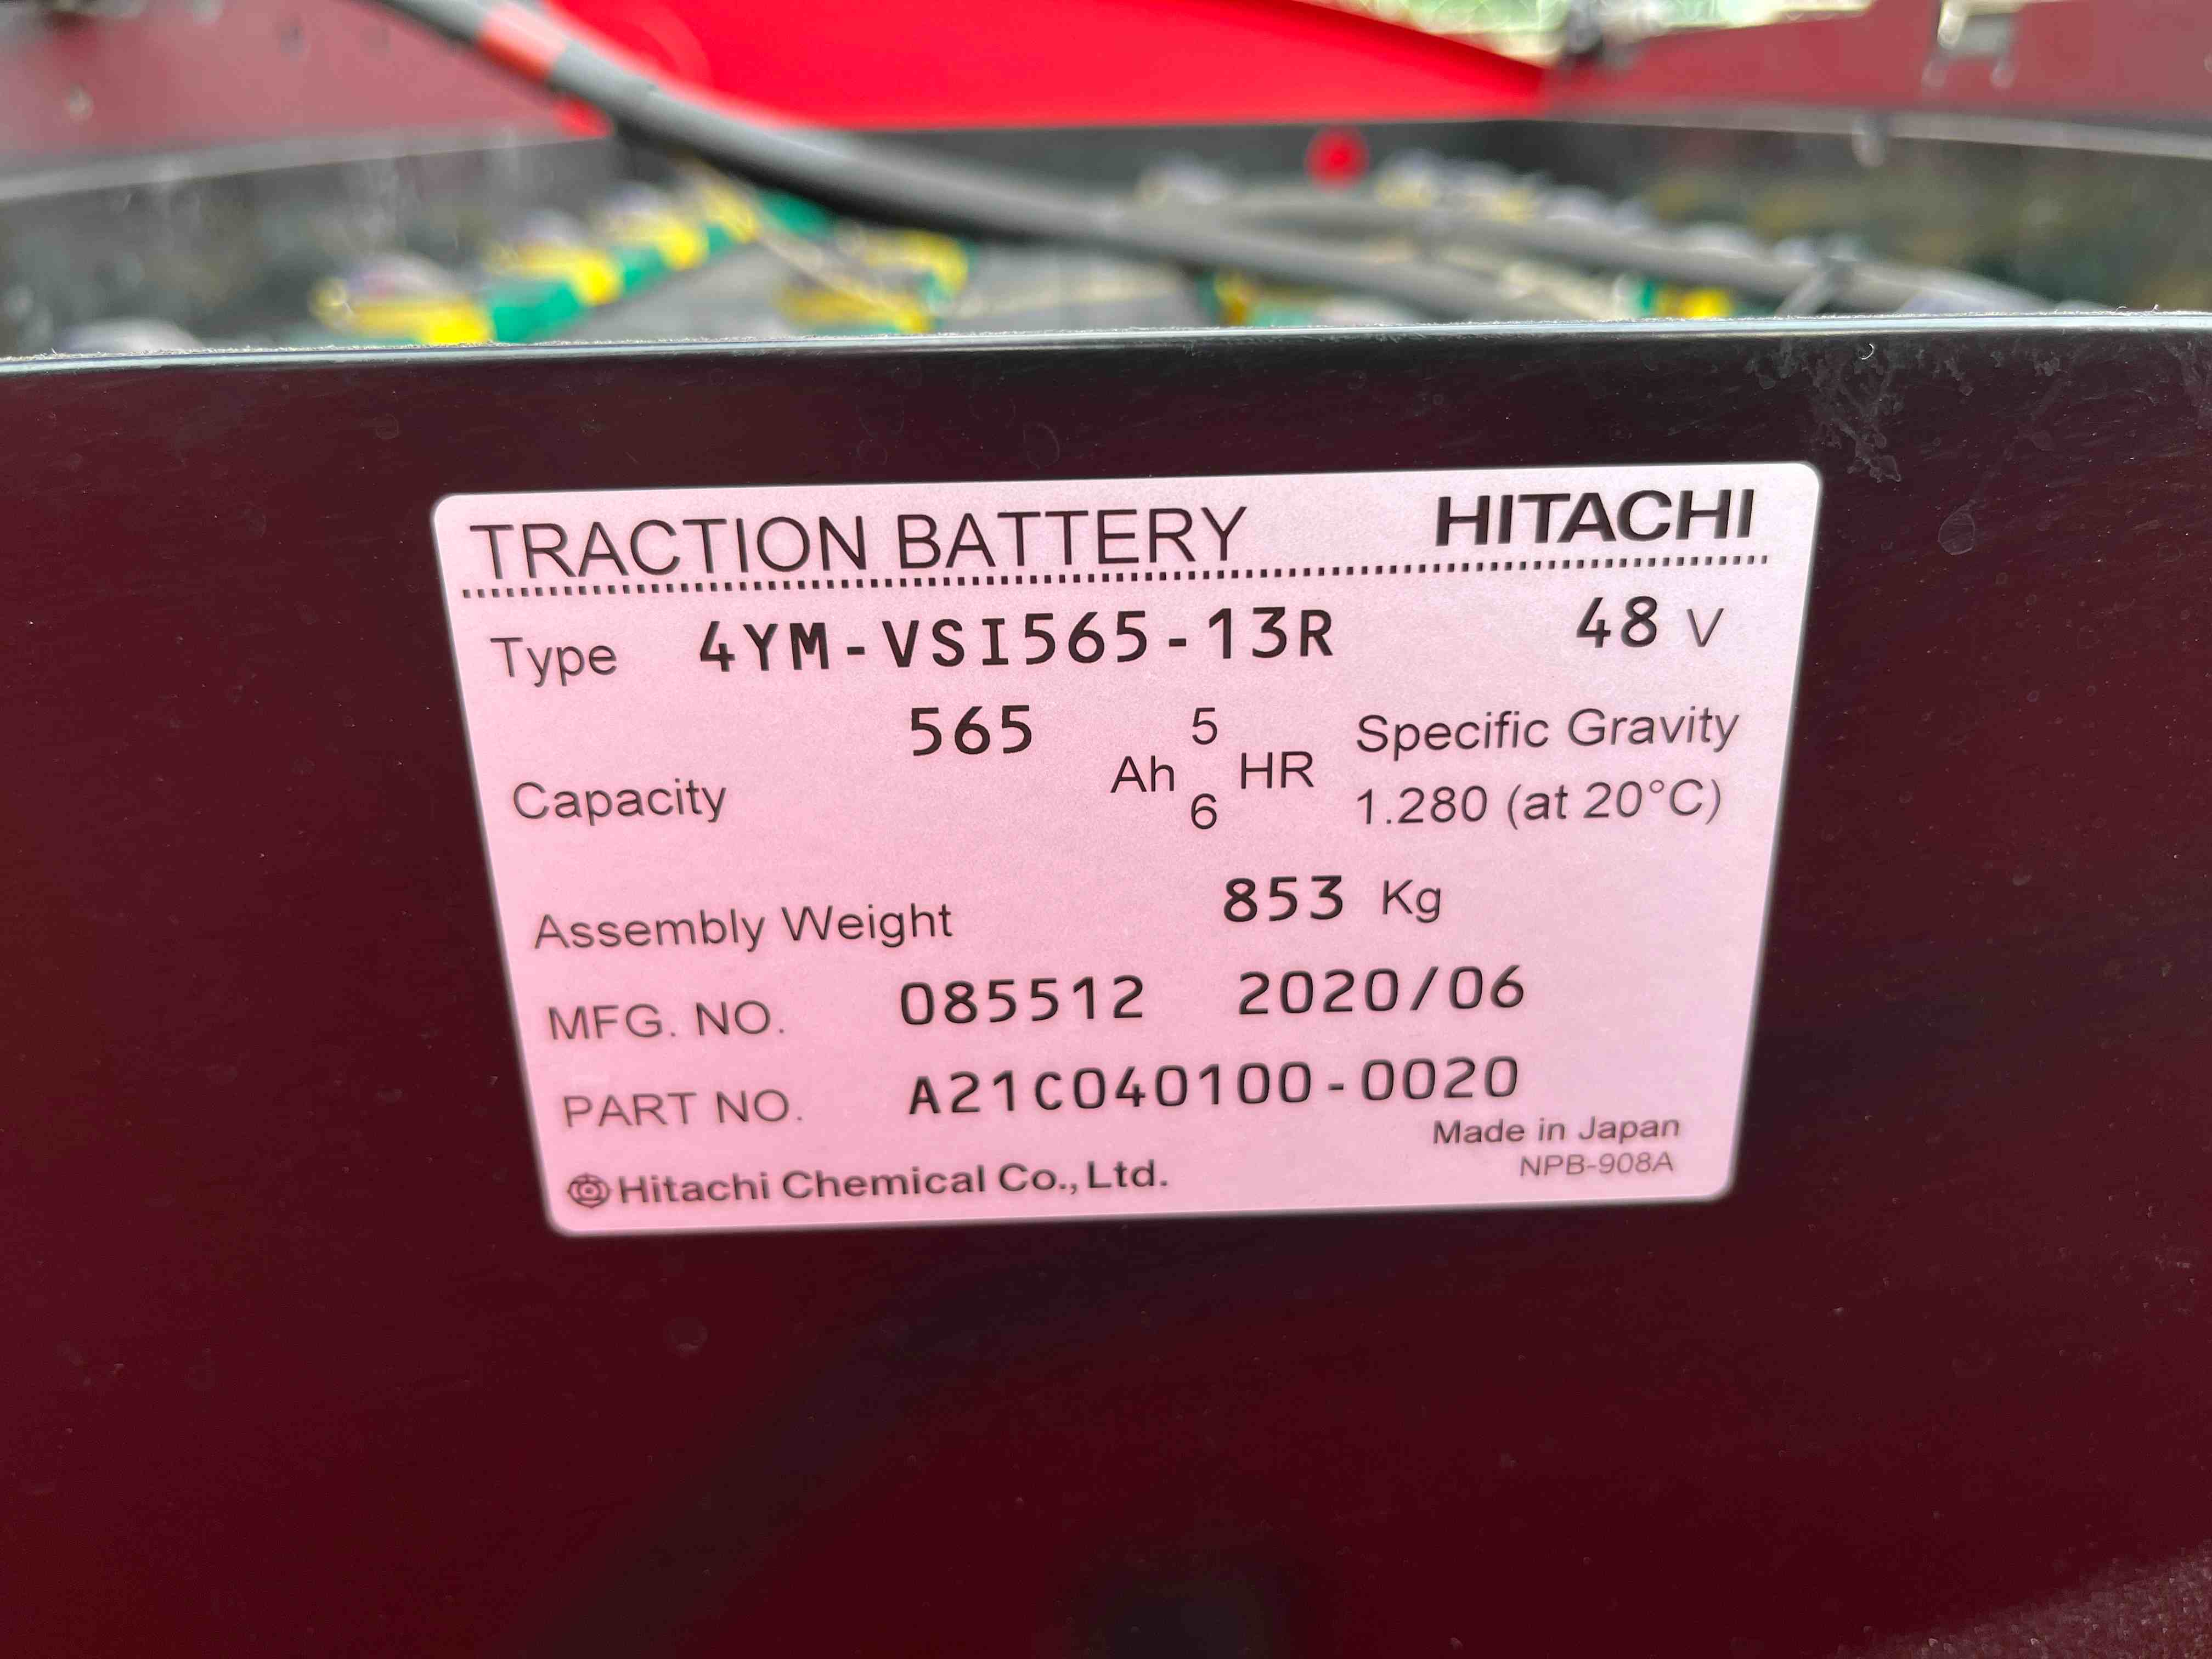 TRACTION BATTERY HITACHI
Type 4YM-VSI565-13R 48 V
565 5 Specific Gravity
Capacity Ah HR 1.280 (at 20°C)
6
Assembly Weight 853 Kg
MFG. NO. 085512 2020/06
PART NO. A21C040100-0020
Made in Japan
Hitachi Chemical Co., Ltd. NPB-908A